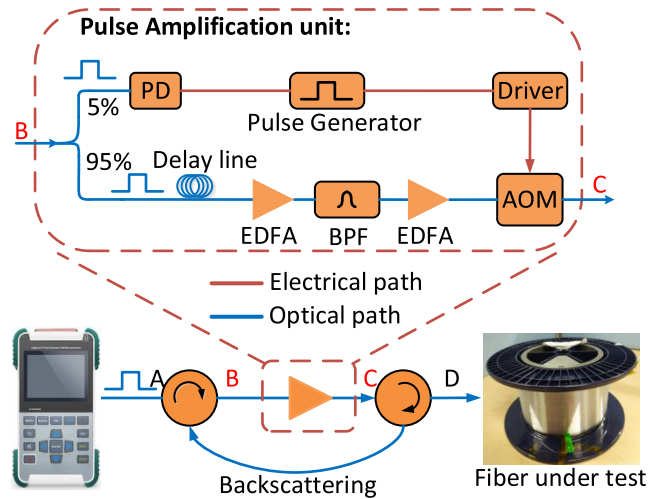 Pulse Amplification unit:
PD
Driver
5%
Pulse Generator
B
95%
Delay line
AOM
C
EDFA
BPF
EDFA
Electrical path
Optical path
A
B
C
D
Backscattering
Fiber under test